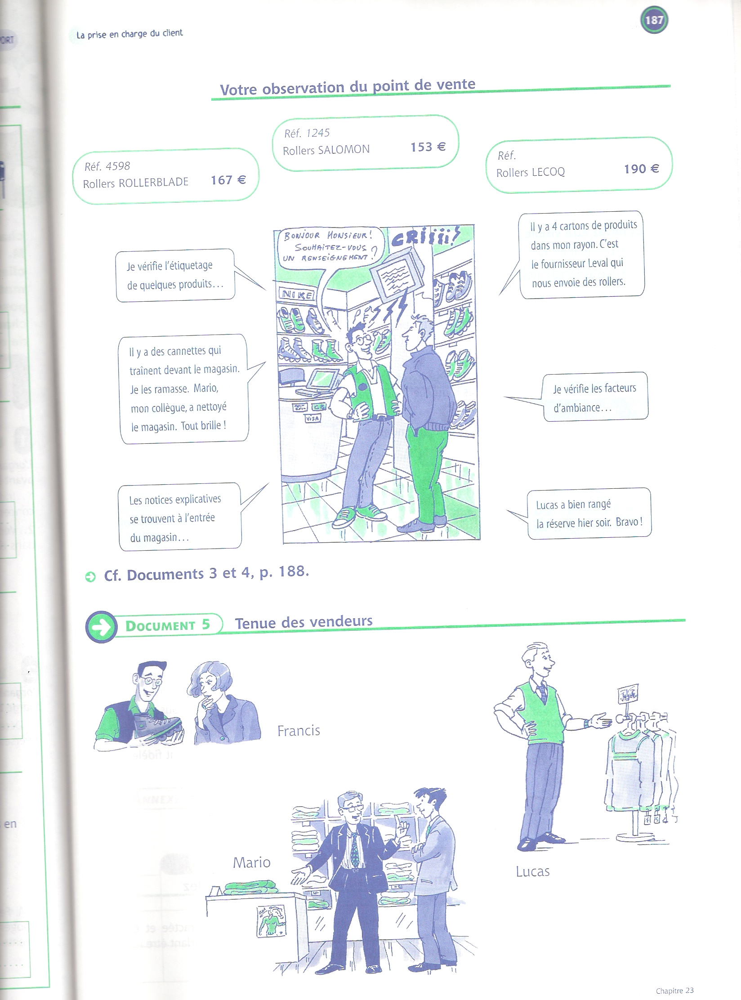 La prise en charge du client
187
Votre observation du point de vente
Réf. 4598
Rollers ROLLERBLADE 167 €
Réf. 1245
Rollers SALOMON 153 €
Réf.
Rollers LECOQ 190 €
Je vérifie l'étiquetage
de quelques produits...
Il y a des cannettes qui
traînent devant le magasin.
Je les ramasse. Mario,
mon collègue, a nettoyé
le magasin. Tout brille !
Les notices explicatives
se trouvent à l'entrée
du magasin...
BONJOUR MONSIEUR!
SOUHAITEZ-VOUS
UN RENSEIGNEMENT?
CRiiiii!
NIKE
CB
VISA
Il y a 4 cartons de produits
dans mon rayon. C'est
le fournisseur Leval qui
nous envoie des rollers.
Je vérifie les facteurs
d'ambiance...
Lucas a bien rangé
la réserve hier soir. Bravo !
Cf. Documents 3 et 4, p. 188.
DOCUMENT 5 Tenue des vendeurs
Francis
Mario
Lucas
Chapitre 23
PORT
en